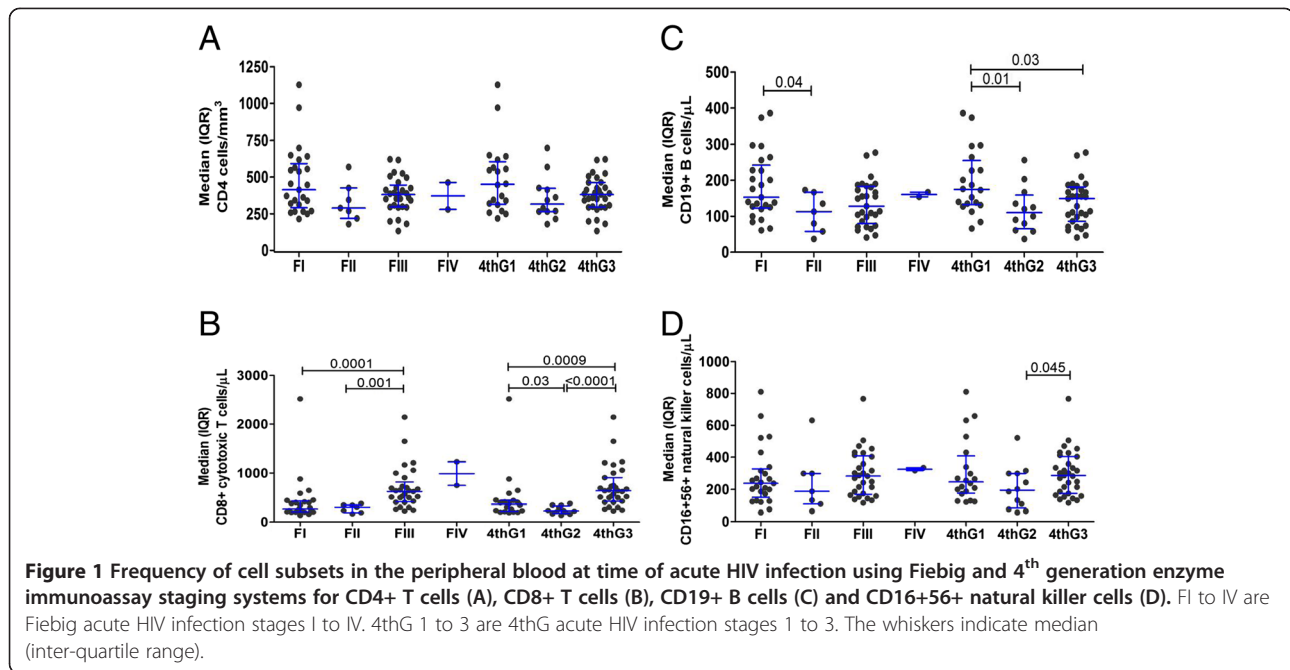 A
Median (IQR)
CD4 cells/mm³
1250
1000
750
500
250
0
FI FII FIII FIV 4thG1 4thG2 4thG3
C
Median (IQR)
CD19+ B cells/µL
500
400
300
200
100
0
0.04
0.03
0.01
FI FII FIII FIV 4thG1 4thG2 4thG3
B
Median (IQR)
CD8+ cytotoxic T cells/µL
3000
2000
1000
0
0.0001
0.001
0.0009
0.03 <0.0001
FI FII FIII FIV 4thG1 4thG2 4thG3
D
Median (IQR)
CD16+56+ natural killer cells/µL
1000
800
600
400
200
0
0.045
FI FII FIII FIV 4thG1 4thG2 4thG3
Figure 1 Frequency of cell subsets in the peripheral blood at time of acute HIV infection using Fiebig and 4th generation enzyme
immunoassay staging systems for CD4+ T cells (A), CD8+ T cells (B), CD19+ B cells (C) and CD16+56+ natural killer cells (D). FI to IV are
Fiebig acute HIV infection stages I to IV. 4thG 1 to 3 are 4thG acute HIV infection stages 1 to 3. The whiskers indicate median
(inter-quartile range).